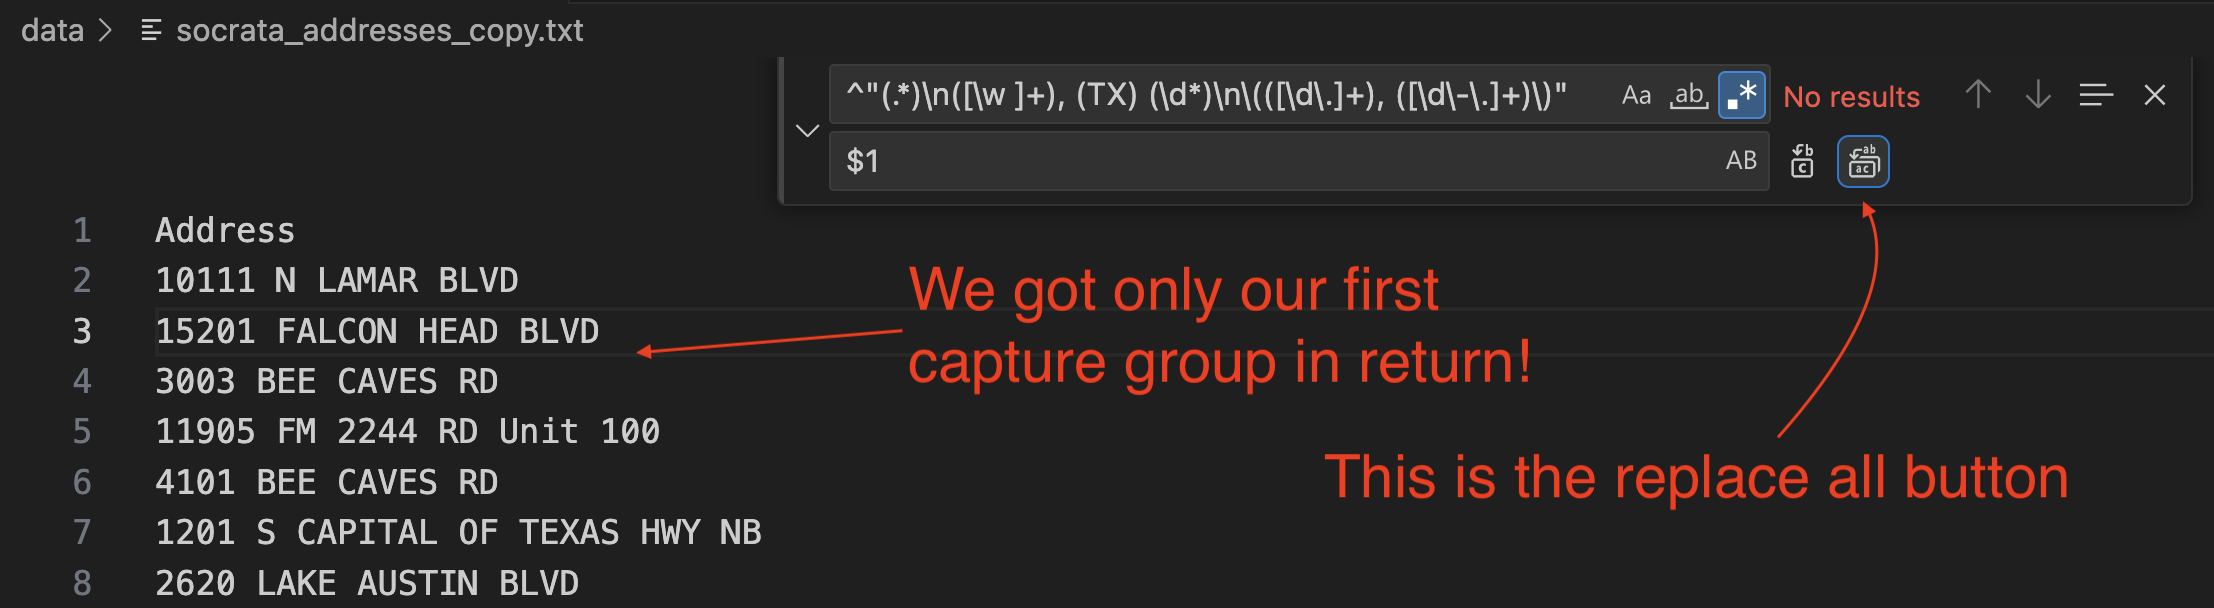 data > socrata_addresses_copy.txt
^"(.*)\n([\w ]+), (TX) (\d*)\n\(([\d\.]+), ([\d\-\.]+)\)" Aa ab .* No results
$1 AB
1 Address
2 10111 N LAMAR BLVD
3 15201 FALCON HEAD BLVD
4 3003 BEE CAVES RD
5 11905 FM 2244 RD Unit 100
6 4101 BEE CAVES RD
7 1201 S CAPITAL OF TEXAS HWY NB
8 2620 LAKE AUSTIN BLVD
We got only our first
capture group in return!
This is the replace all button